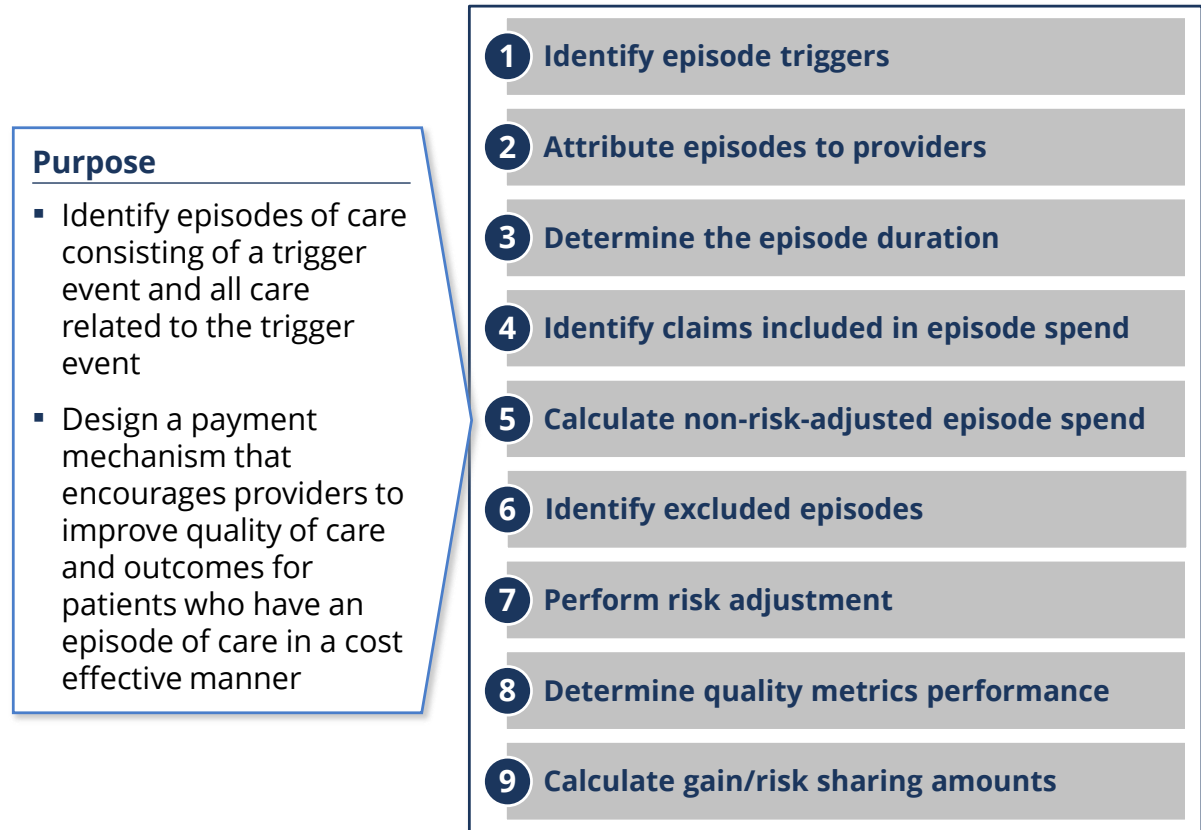 Purpose
▪ Identify episodes of care
consisting of a trigger
event and all care
related to the trigger
event
▪ Design a payment
mechanism that
encourages providers to
improve quality of care
and outcomes for
patients who have an
episode of care in a cost
effective manner
1 Identify episode triggers
2 Attribute episodes to providers
3 Determine the episode duration
4 Identify claims included in episode spend
5 Calculate non-risk-adjusted episode spend
6 Identify excluded episodes
7 Perform risk adjustment
8 Determine quality metrics performance
9 Calculate gain/risk sharing amounts